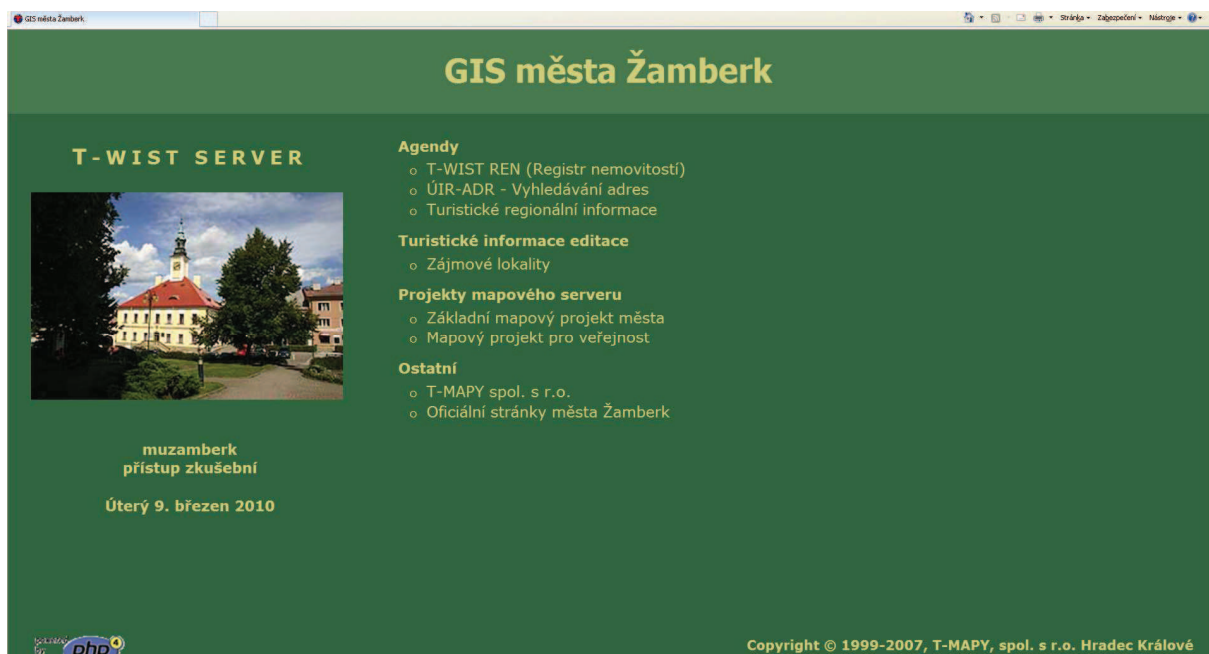 GIS města Žamberk
Stránka
Zabezpečení
Nástroje
GIS města Žamberk
T-WIST SERVER
muzamberk
přístup zkušební
Úterý 9. březen 2010
Agendy
T-WIST REN (Registr nemovitostí)
ÚIR-ADR - Vyhledávání adres
Turistické regionální informace
Turistické informace editace
Zájmové lokality
Projekty mapového serveru
Základní mapový projekt města
Mapový projekt pro veřejnost
Ostatní
T-MAPY spol. s r.o.
Oficiální stránky města Žamberk
php 4
Copyright © 1999-2007, T-MAPY, spol. s r.o. Hradec Králové